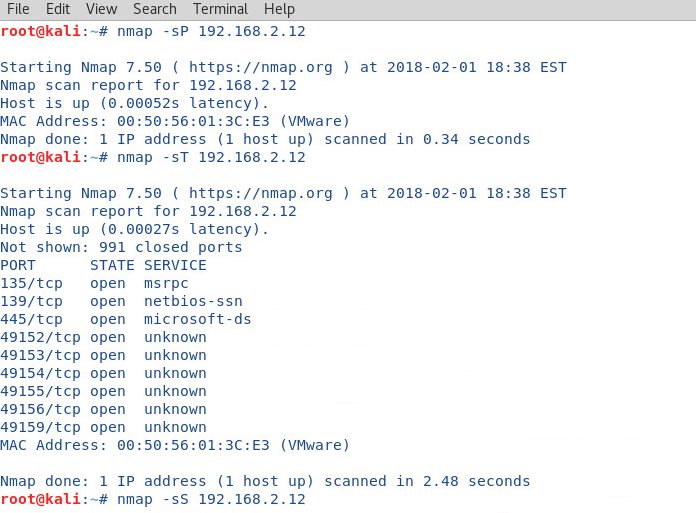 File Edit View Search Terminal Help
root@kali:~# nmap -sP 192.168.2.12
Starting Nmap 7.50 ( https://nmap.org ) at 2018-02-01 18:38 EST
Nmap scan report for 192.168.2.12
Host is up (0.00052s latency).
MAC Address: 00:50:56:01:3C:E3 (VMware)
Nmap done: 1 IP address (1 host up) scanned in 0.34 seconds
root@kali:~# nmap -sT 192.168.2.12
Starting Nmap 7.50 ( https://nmap.org ) at 2018-02-01 18:38 EST
Nmap scan report for 192.168.2.12
Host is up (0.00027s latency).
Not shown: 991 closed ports
PORT      STATE SERVICE
135/tcp   open  msrpc
139/tcp   open  netbios-ssn
445/tcp   open  microsoft-ds
49152/tcp open  unknown
49153/tcp open  unknown
49154/tcp open  unknown
49155/tcp open  unknown
49156/tcp open  unknown
49159/tcp open  unknown
MAC Address: 00:50:56:01:3C:E3 (VMware)
Nmap done: 1 IP address (1 host up) scanned in 2.48 seconds
root@kali:~# nmap -sS 192.168.2.12